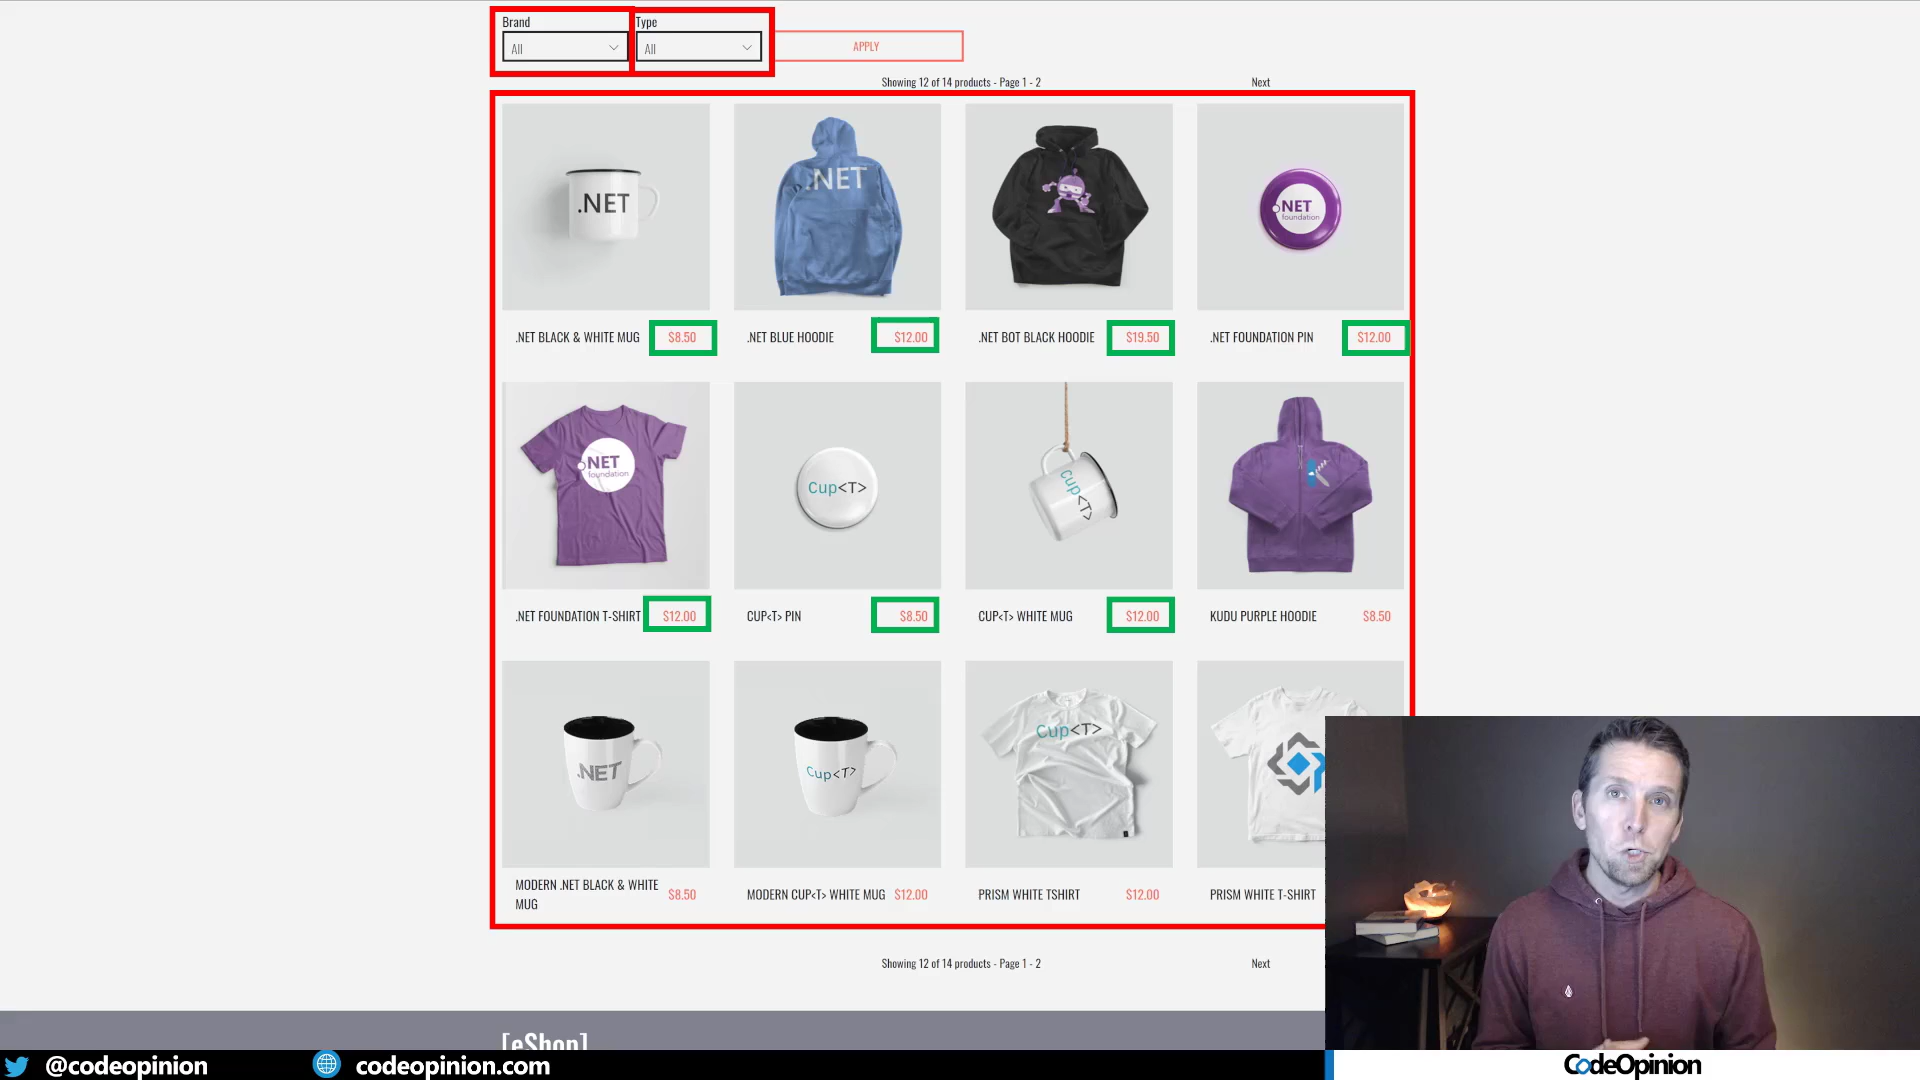 Brand
Type
All
All
APPLY
Showing 12 of 14 products - Page 1 - 2
Next
.NET
.NET
.NET
foundation
.NET BLACK & WHITE MUG
$8.50
.NET BLUE HOODIE
$12.00
.NET BOT BLACK HOODIE
$19.50
.NET FOUNDATION PIN
$12.00
.NET
foundation
Cup<T>
Cup<T>
.NET FOUNDATION T-SHIRT
$12.00
CUP<T> PIN
$8.50
CUP<T> WHITE MUG
$12.00
KUDU PURPLE HOODIE
$8.50
.NET
Cup<T>
Cup<T>
MODERN .NET BLACK & WHITE
MUG
$8.50
MODERN CUP<T> WHITE MUG
$12.00
PRISM WHITE TSHIRT
$12.00
PRISM WHITE T-SHIRT
Showing 12 of 14 products - Page 1 - 2
Next
[eShop]
@codeopinion
codeopinion.com
CodeOpinion